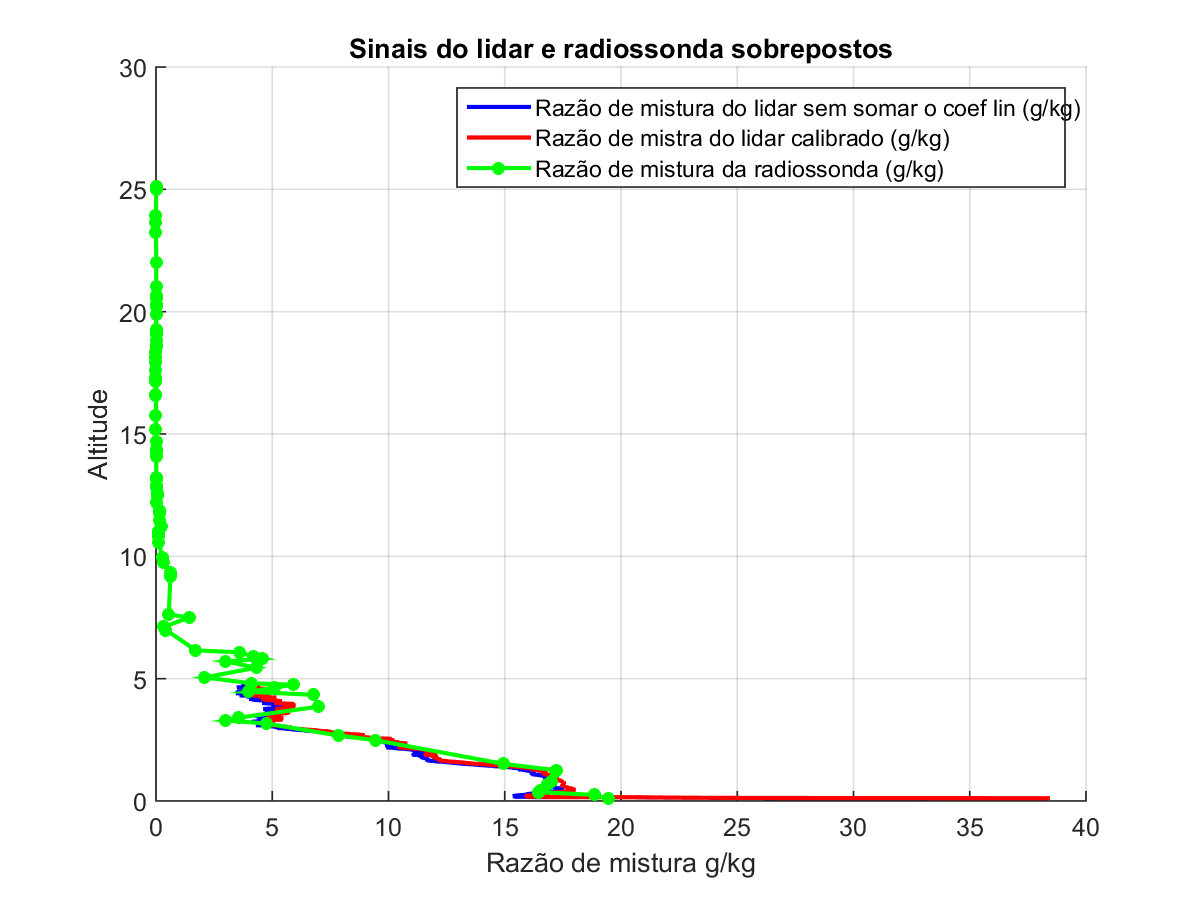 Sinais do lidar e radiossonda sobrepostos
30
Razão de mistura do lidar sem somar o coef lin (g/kg)
Razão de mistra do lidar calibrado (g/kg)
Razão de mistura da radiossonda (g/kg)
25
20
15
10
5
0
Altitude
0 5 10 15 20 25 30 35 40
Razão de mistura g/kg